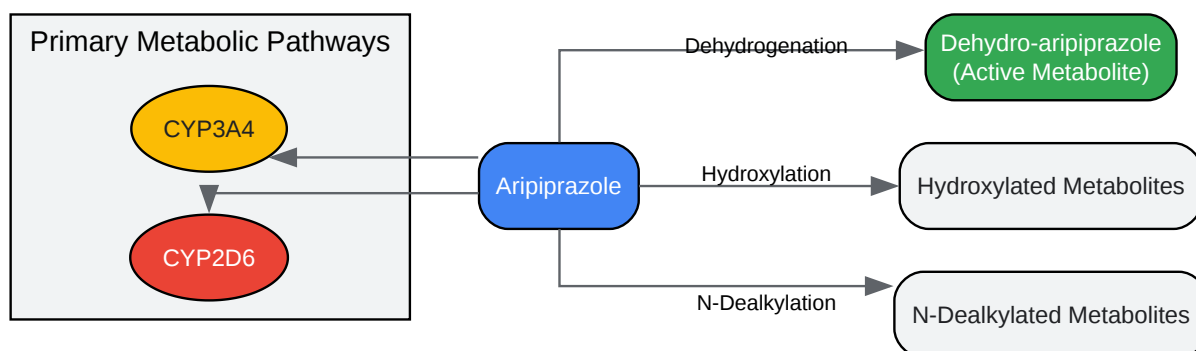 Primary Metabolic Pathways
CYP3A4
CYP2D6
Aripiprazole
Dehydrogenation
Hydroxylation
N-Dealkylation
Dehydro-aripiprazole
(Active Metabolite)
Hydroxylated Metabolites
N-Dealkylated Metabolites